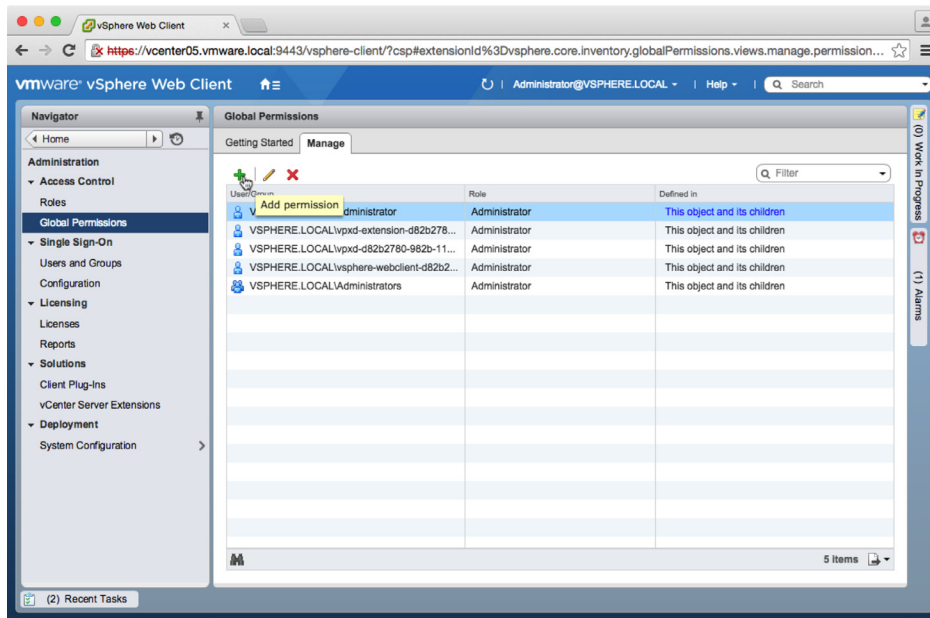 vSphere Web Client
https://vcenter05.vmware.local:9443/vsphere-client/?csp#extensionId%3Dvsphere.core.inventory.globalPermissions.views.manage.permission...
vmware® vSphere Web Client
Administrator@VSPHERE.LOCAL
Help
Search
Navigator
Home
Administration
Access Control
Roles
Global Permissions
Single Sign-On
Users and Groups
Configuration
Licensing
Licenses
Reports
Solutions
Client Plug-Ins
vCenter Server Extensions
Deployment
System Configuration
Global Permissions
Getting Started Manage
Filter
User/Group Role Defined in
Add permission
V dministrator Administrator This object and its children
VSPHERE.LOCAL\vpxd-extension-d82b278... Administrator This object and its children
VSPHERE.LOCAL\vpxd-d82b2780-982b-11... Administrator This object and its children
VSPHERE.LOCAL\vsphere-webclient-d82b2... Administrator This object and its children
VSPHERE.LOCAL\Administrators Administrator This object and its children
5 items
(0) Work In Progress
(1) Alarms
(2) Recent Tasks